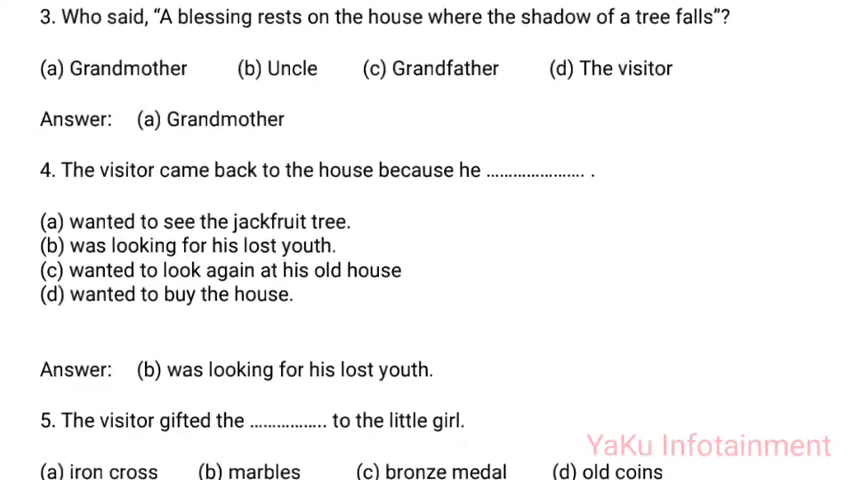 3. Who said, “A blessing rests on the house where the shadow of a tree falls”?
(a) Grandmother (b) Uncle (c) Grandfather (d) The visitor
Answer: (a) Grandmother
4. The visitor came back to the house because he ...................... .
(a) wanted to see the jackfruit tree.
(b) was looking for his lost youth.
(c) wanted to look again at his old house
(d) wanted to buy the house.
Answer: (b) was looking for his lost youth.
5. The visitor gifted the ................. to the little girl.
YaKu Infotainment
(a) iron cross (b) marbles (c) bronze medal (d) old coins